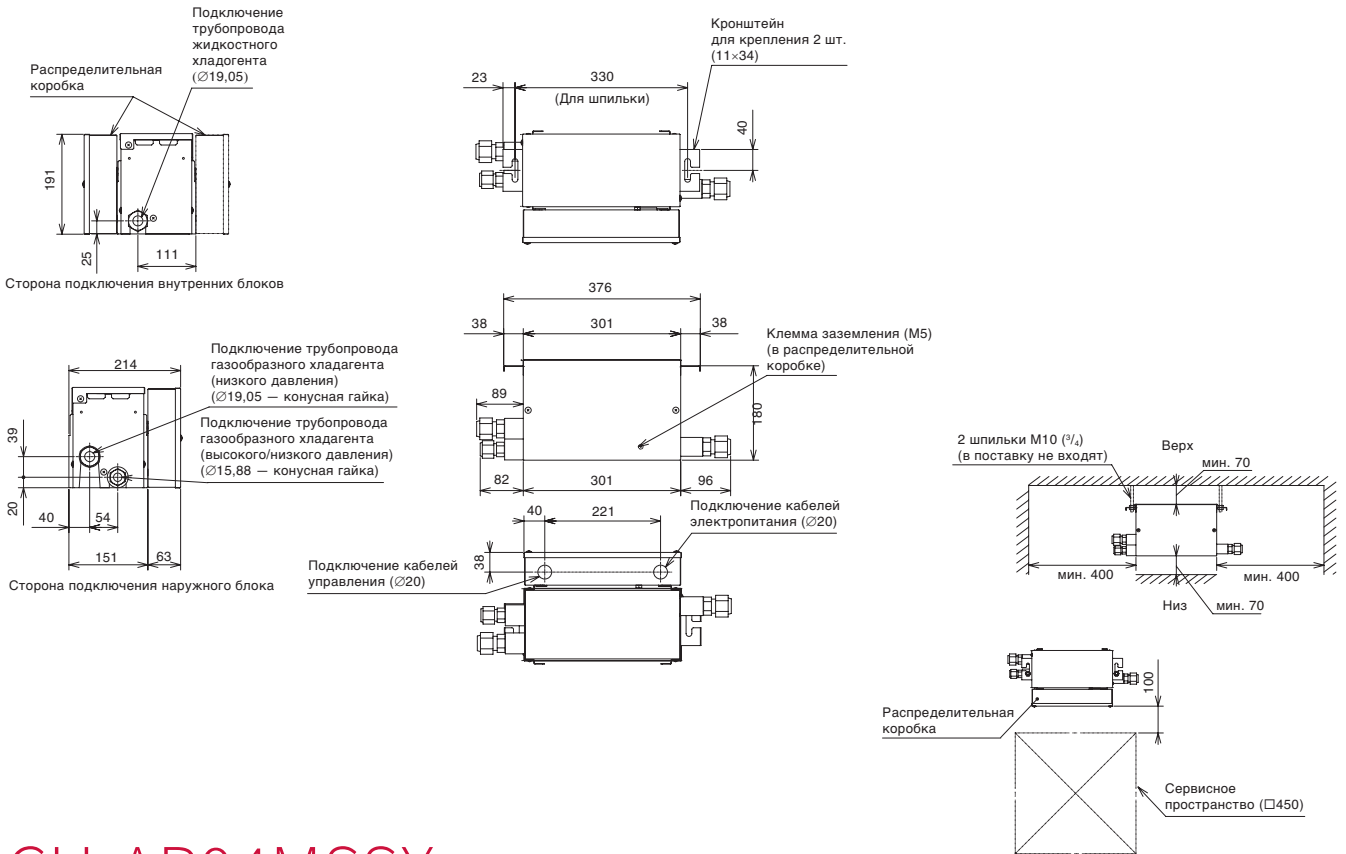 Подключение
трубопровода
жидкостного
хладогента
(∅19,05)
Распределительная
коробка
191
25
111
Сторона подключения внутренних блоков
Кронштейн
для крепления 2 шт.
(11×34)
23
330
(Для шпильки)
40
376
38
301
38
Клемма заземления (М5)
(в распределительной
коробке)
89
180
82
301
96
Подключение трубопровода
газообразного хладагента
(низкого давления)
(∅19,05 — конусная гайка)
Подключение трубопровода
газообразного хладагента
(высокого/низкого давления)
(∅15,88 — конусная гайка)
214
39
20
40
54
151
63
Сторона подключения наружного блока
40
221
Подключение кабелей
электропитания (∅20)
38
Подключение кабелей
управления (∅20)
2 шпильки М10 (³/₄)
(в поставку не входят)
Верх
мин. 70
мин. 400
мин. 400
Низ
мин. 70
100
Распределительная
коробка
Сервисное
пространство (□450)